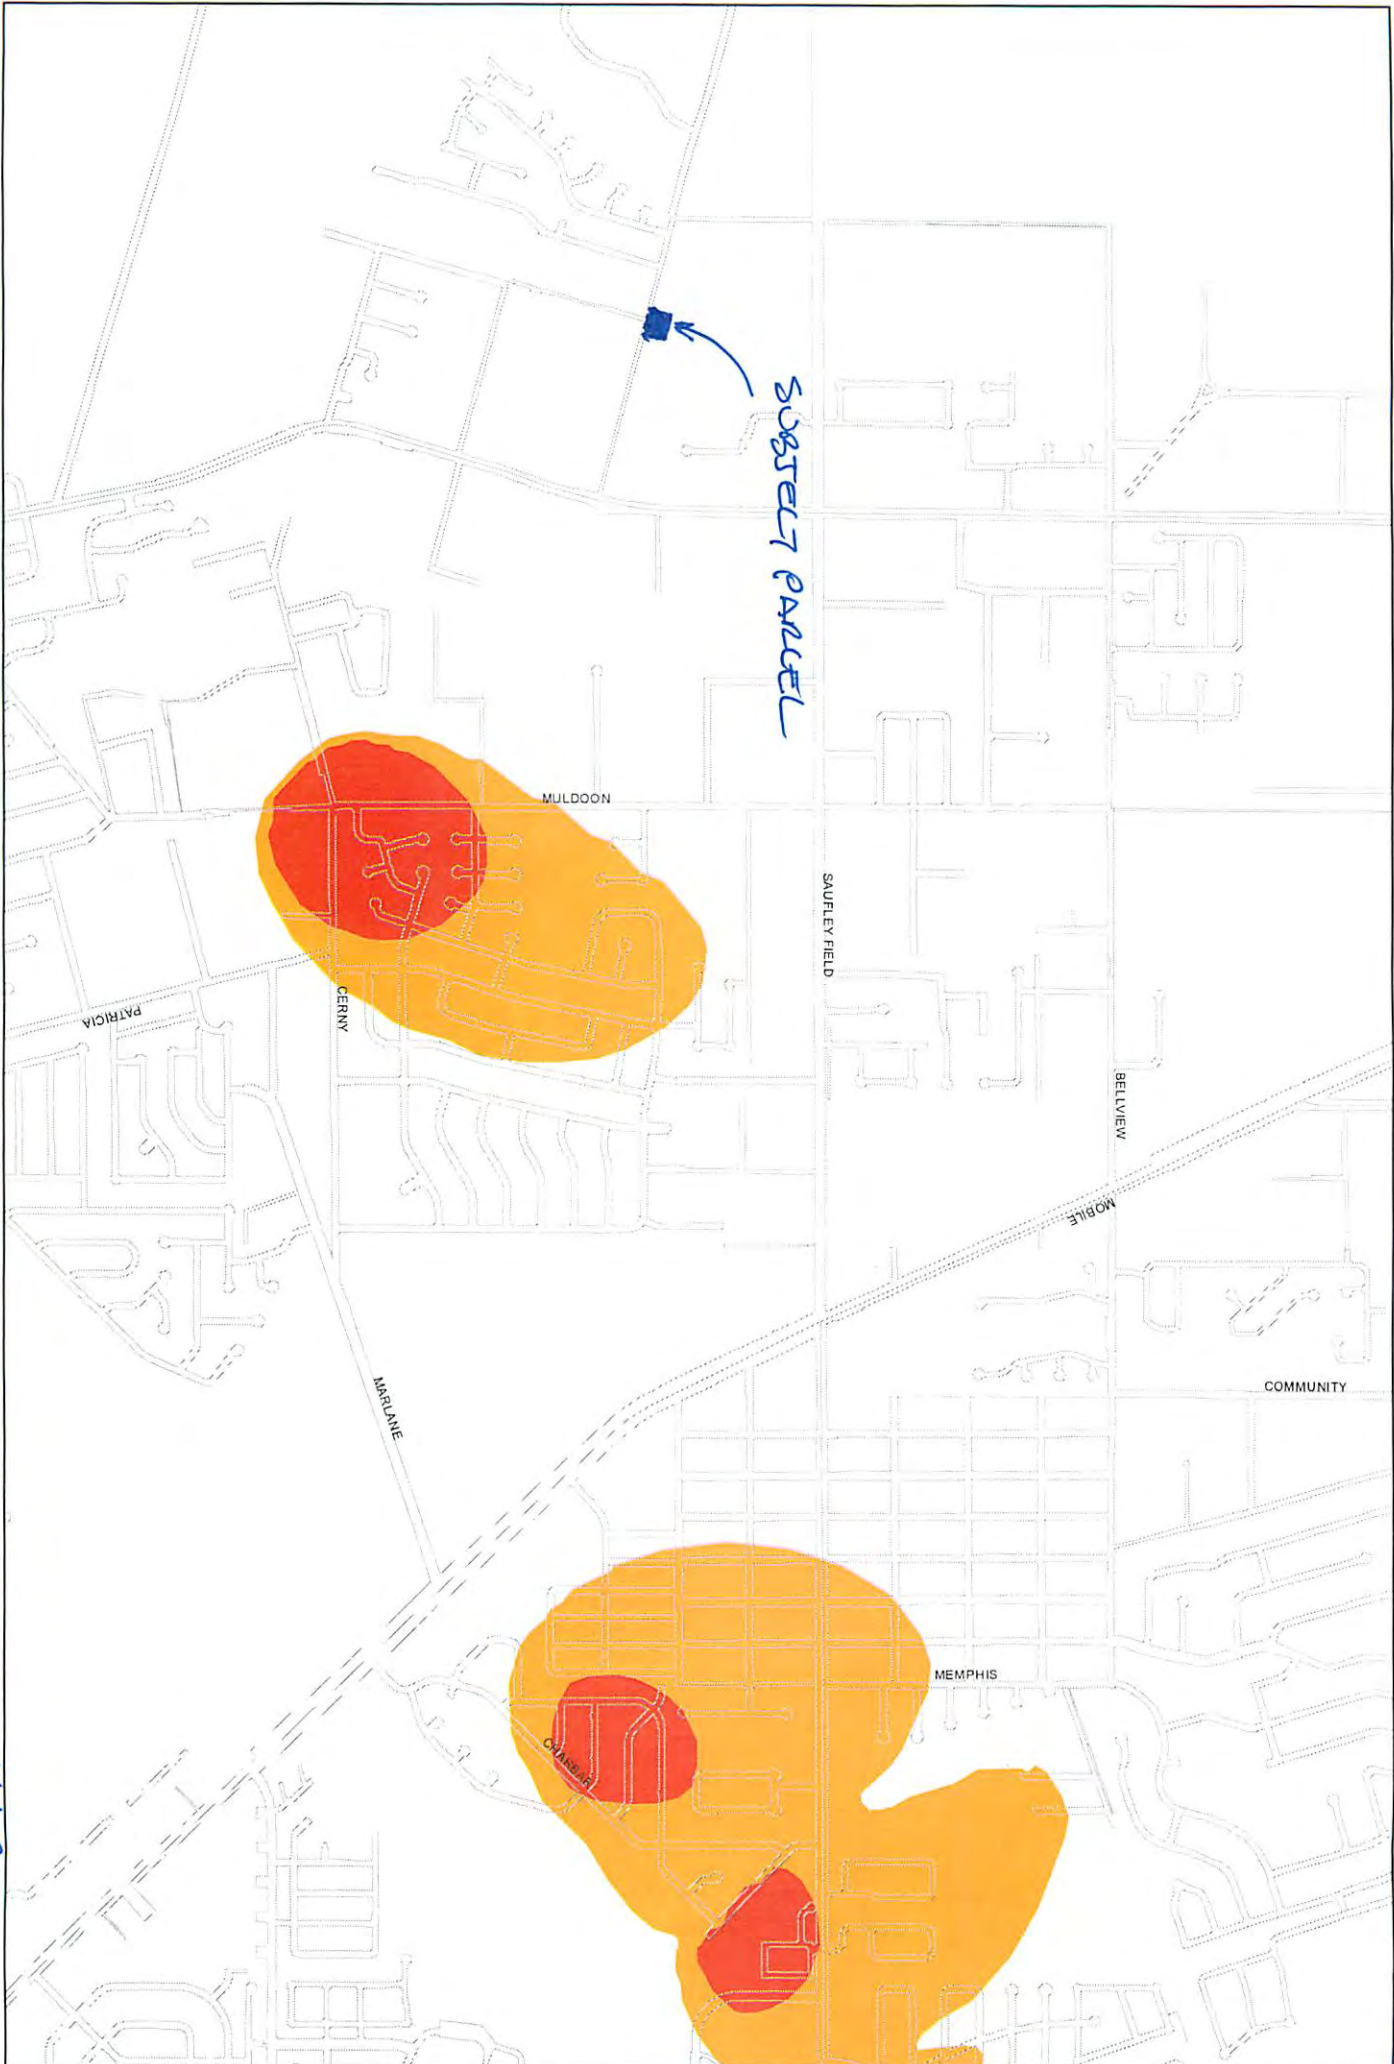 SUBJECT PARCEL
MULDOON
SAUFLEY FIELD
CERNY
PATRICIA
BELLVIEW
MOBILE
COMMUNITY
MARLANE
MEMPHIS
CHARBAR